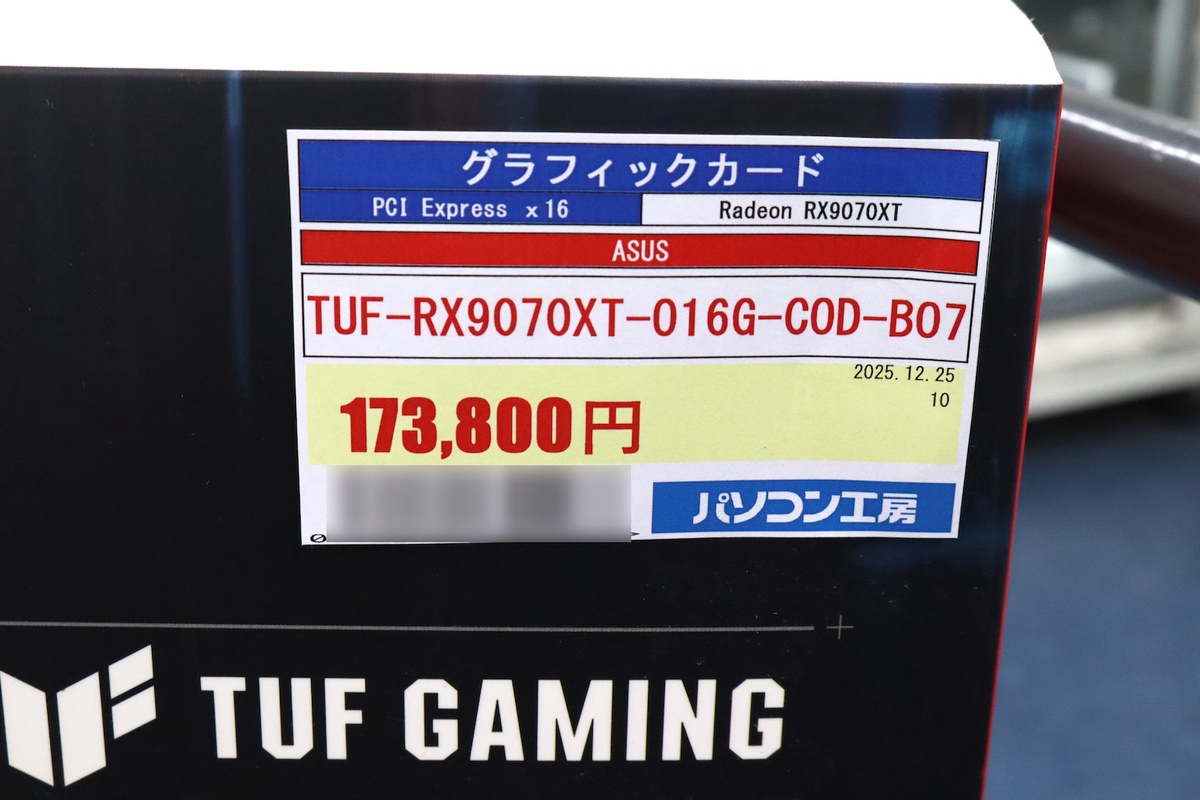 グラフィックカード
PCI Express x16
Radeon RX9070XT
ASUS
TUF-RX9070XT-O16G-COD-BO7
2025.12.25
10
173,800円
パソコン工房
TUF GAMING